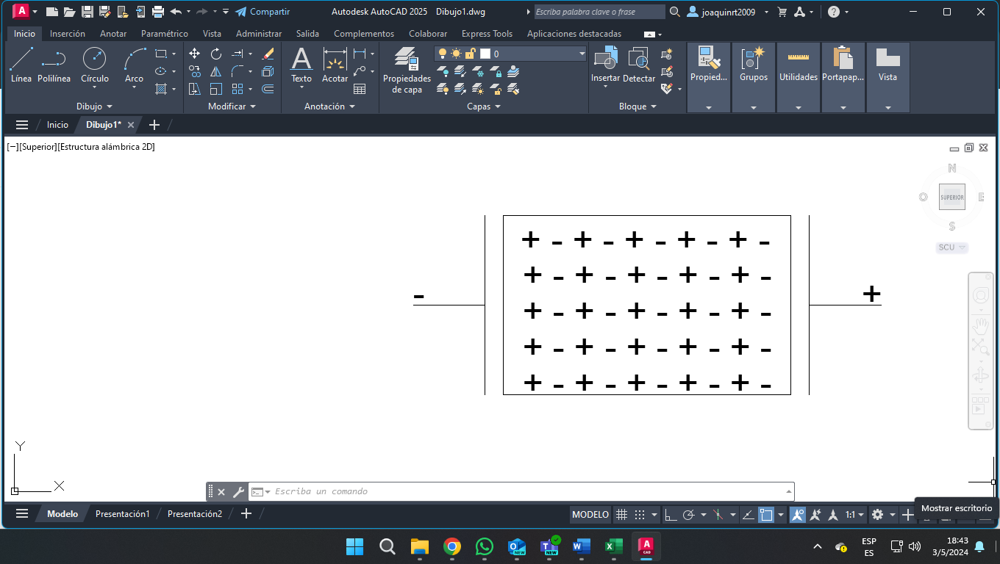 Compartir
Autodesk AutoCAD 2025 Dibujo1.dwg
Escriba palabra clave o frase
joaquinrt2009
Inicio Inserción Anotar Paramétrico Vista Administrar Salida Complementos Colaborar Express Tools Aplicaciones destacadas
0
Línea Polilínea Círculo Arco
Texto Acotar
Propiedades
de capa
Insertar Detectar
Propied... Grupos Utilidades Portapap... Vista
Dibujo Modificar Anotación Capas Bloque
Inicio Dibujo1*
[−][Superior][Estructura alámbrica 2D]
N
O SUPERIOR E
S
SCU
+ - + - + - + - + -
+ - + - + - + - + -
- +
+ - + - + - + - + -
+ - + - + - + - + -
+ - + - + - + - + -
Y
X
Escriba un comando
Modelo Presentación1 Presentación2
MODELO
1:1
Mostrar escritorio
ESP
ES
18:43
3/5/2024